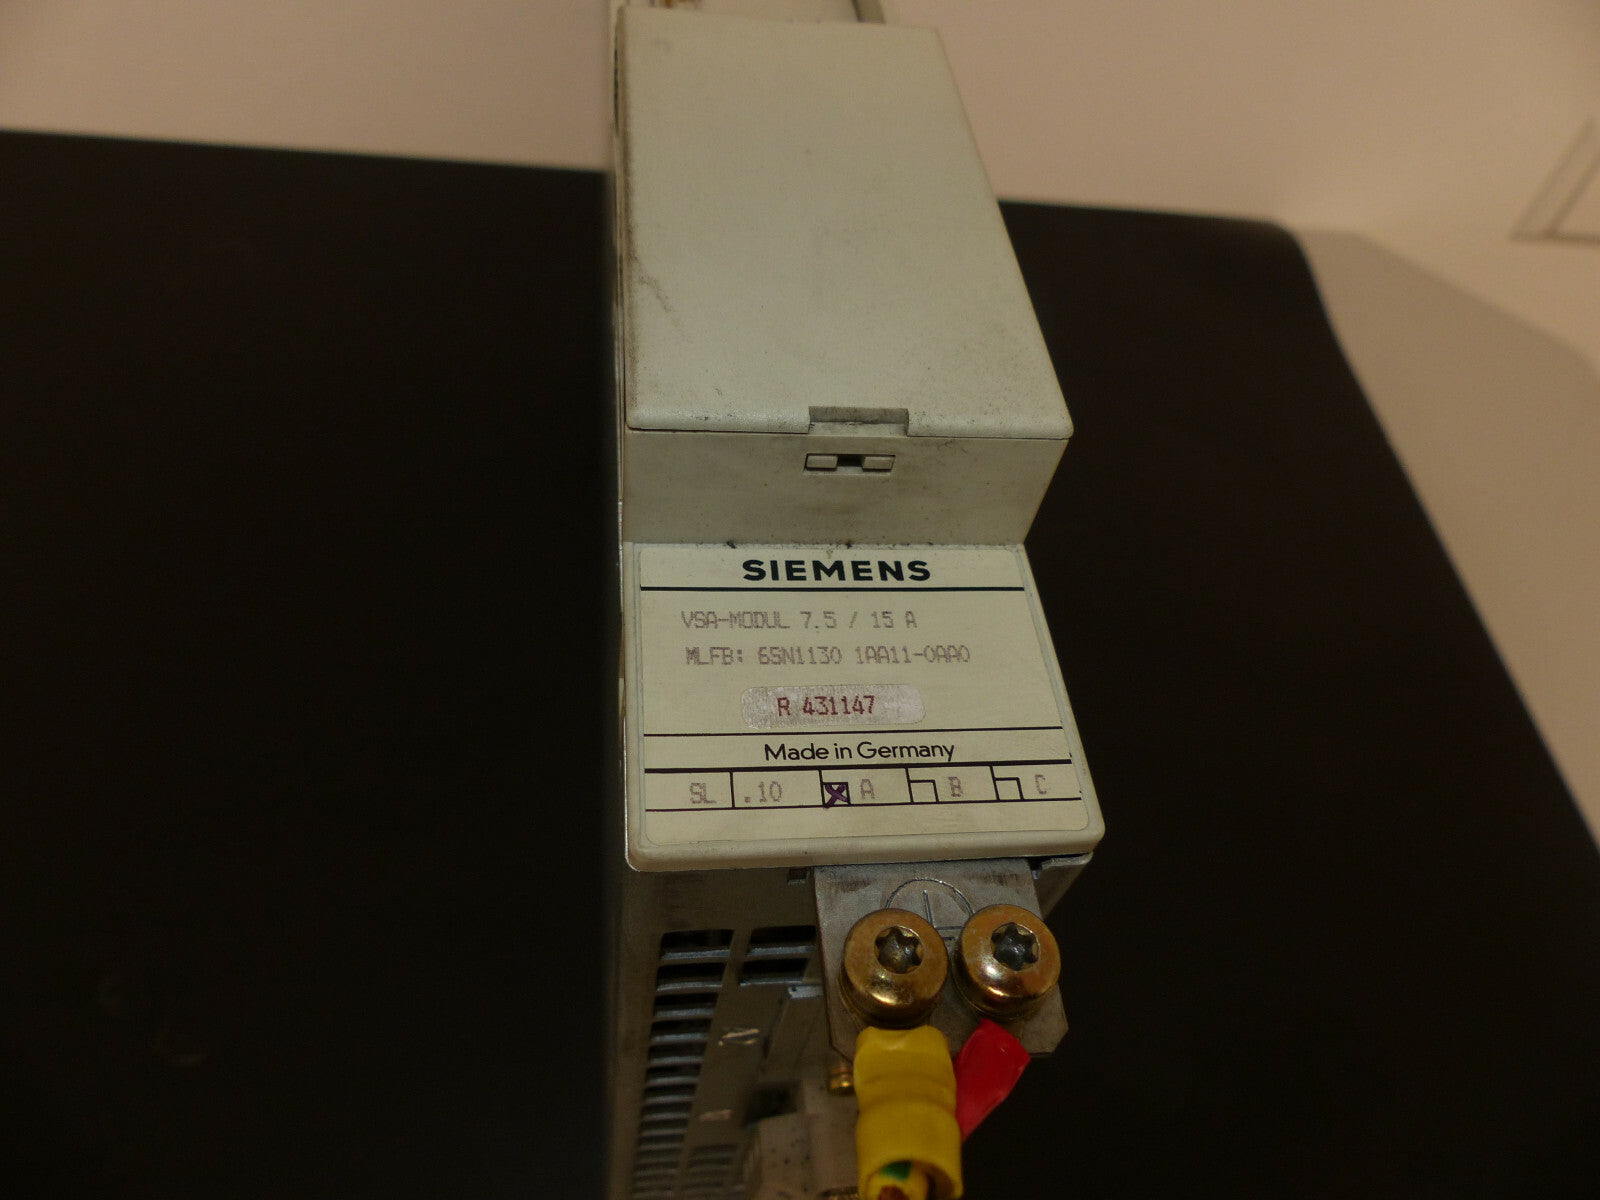 SIEMENS
VSA-MODUL 7.5 / 15 A
MLFB: 6SN1130 1AA11-0AA0
R 431147
Made in Germany
SL .10 A B C